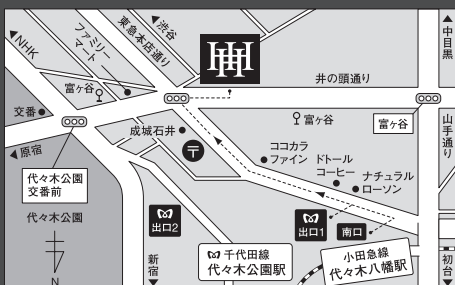 ▲NHK
ファミリー
マート
▲渋谷
東急本店通り
HH
井の頭通り
▲中目黒
山手通り
富ヶ谷
交番
成城石井
〒
富ヶ谷
富ヶ谷
◀原宿
代々木公園
交番前
代々木公園
ココカラ
ファイン
ドトール
コーヒー
ナチュラル
ローソン
出口2
出口1
南口
千代田線
代々木公園駅
小田急線
代々木八幡駅
新宿▼
初台▼
N